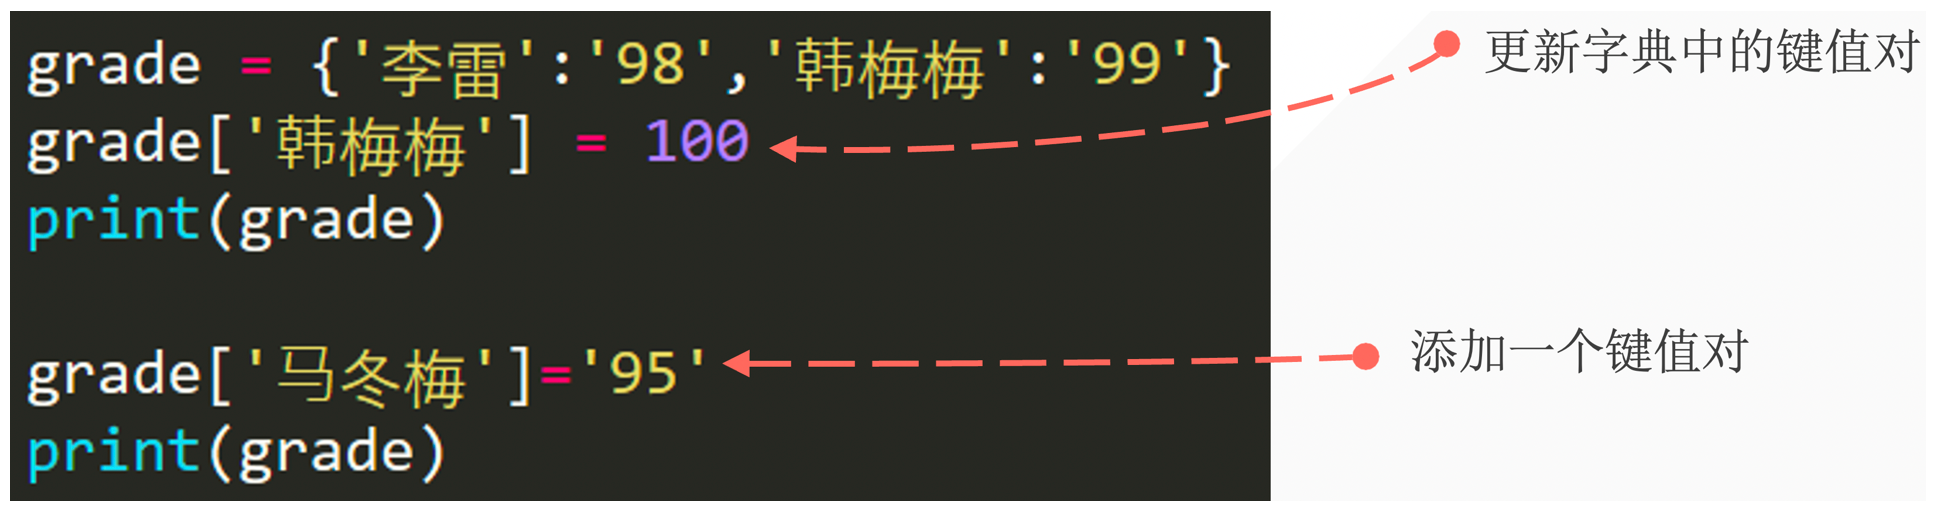 grade = {'李雷':'98','韩梅梅':'99'}
更新字典中的键值对
grade['韩梅梅'] = 100
print(grade)
grade['马冬梅']='95'
添加一个键值对
print(grade)